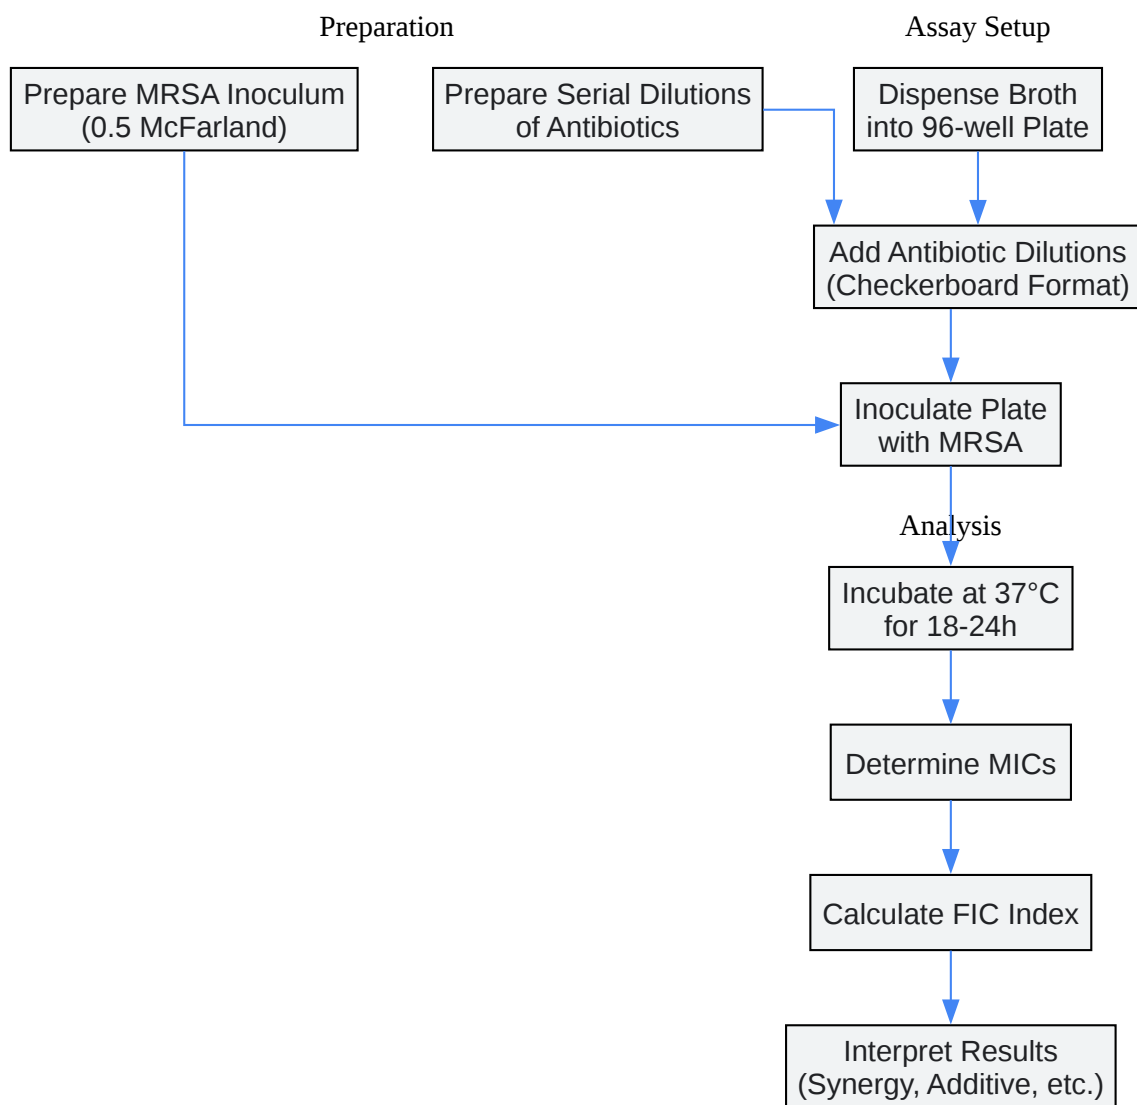 Preparation
Assay Setup
Prepare MRSA Inoculum
(0.5 McFarland)
Prepare Serial Dilutions
of Antibiotics
Dispense Broth
into 96-well Plate
Add Antibiotic Dilutions
(Checkerboard Format)
Inoculate Plate
with MRSA
Analysis
Incubate at 37°C
for 18-24h
Determine MICs
Calculate FIC Index
Interpret Results
(Synergy, Additive, etc.)